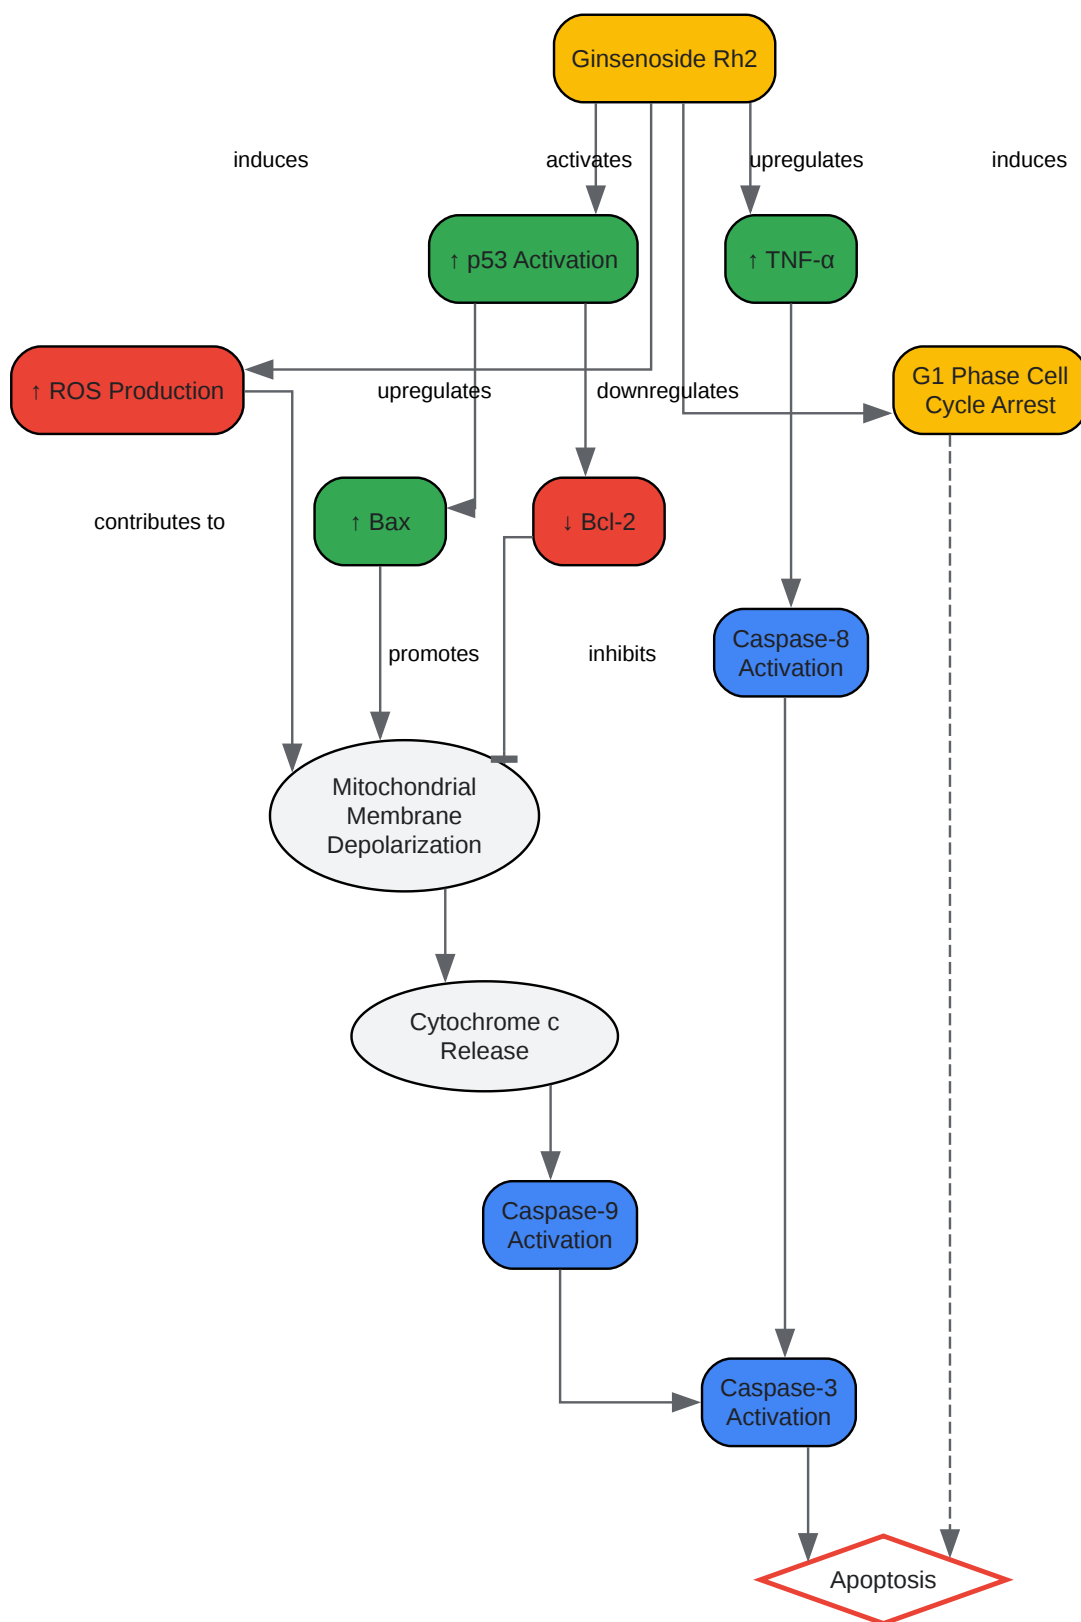 Ginsenoside Rh2
induces
activates
upregulates
induces
↑ p53 Activation
↑ TNF-α
↑ ROS Production
upregulates
downregulates
G1 Phase Cell
Cycle Arrest
contributes to
↑ Bax
↓ Bcl-2
promotes
inhibits
Caspase-8
Activation
Mitochondrial
Membrane
Depolarization
Cytochrome c
Release
Caspase-9
Activation
Caspase-3
Activation
Apoptosis